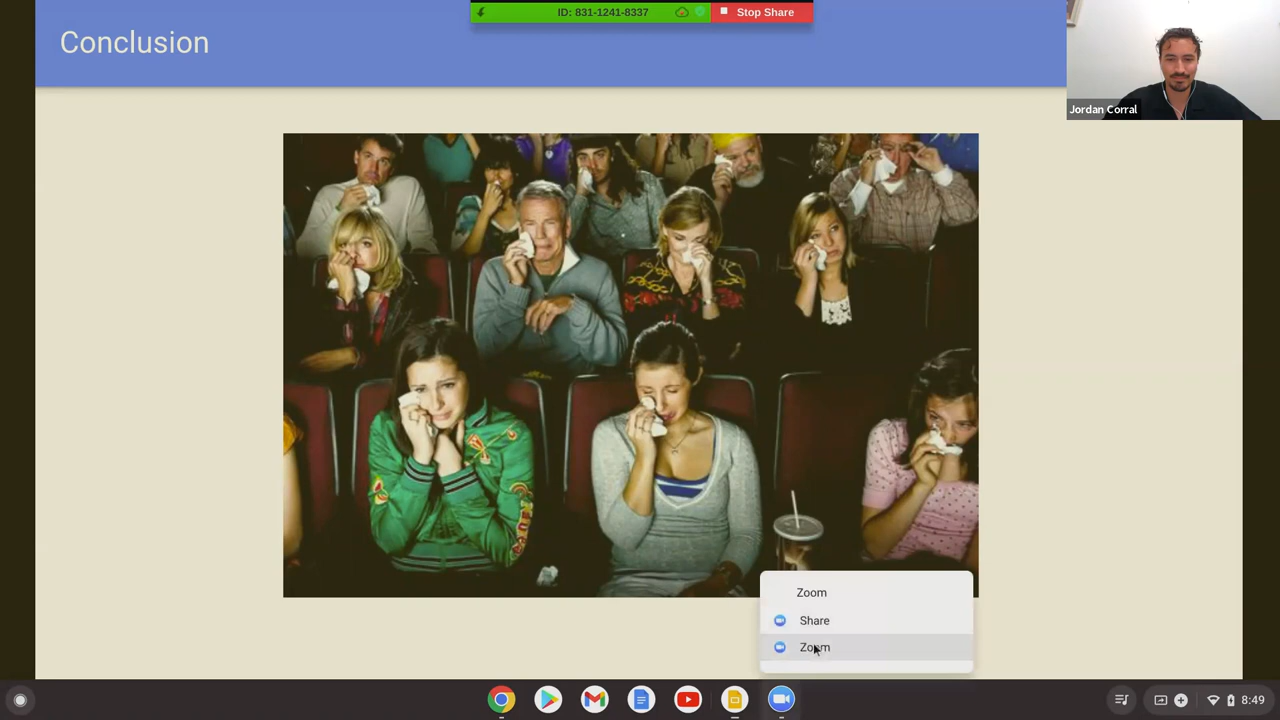 ID: 831-1241-8337
Stop Share
Conclusion
Jordan Corral
Zoom
Share
Zoom
8:49